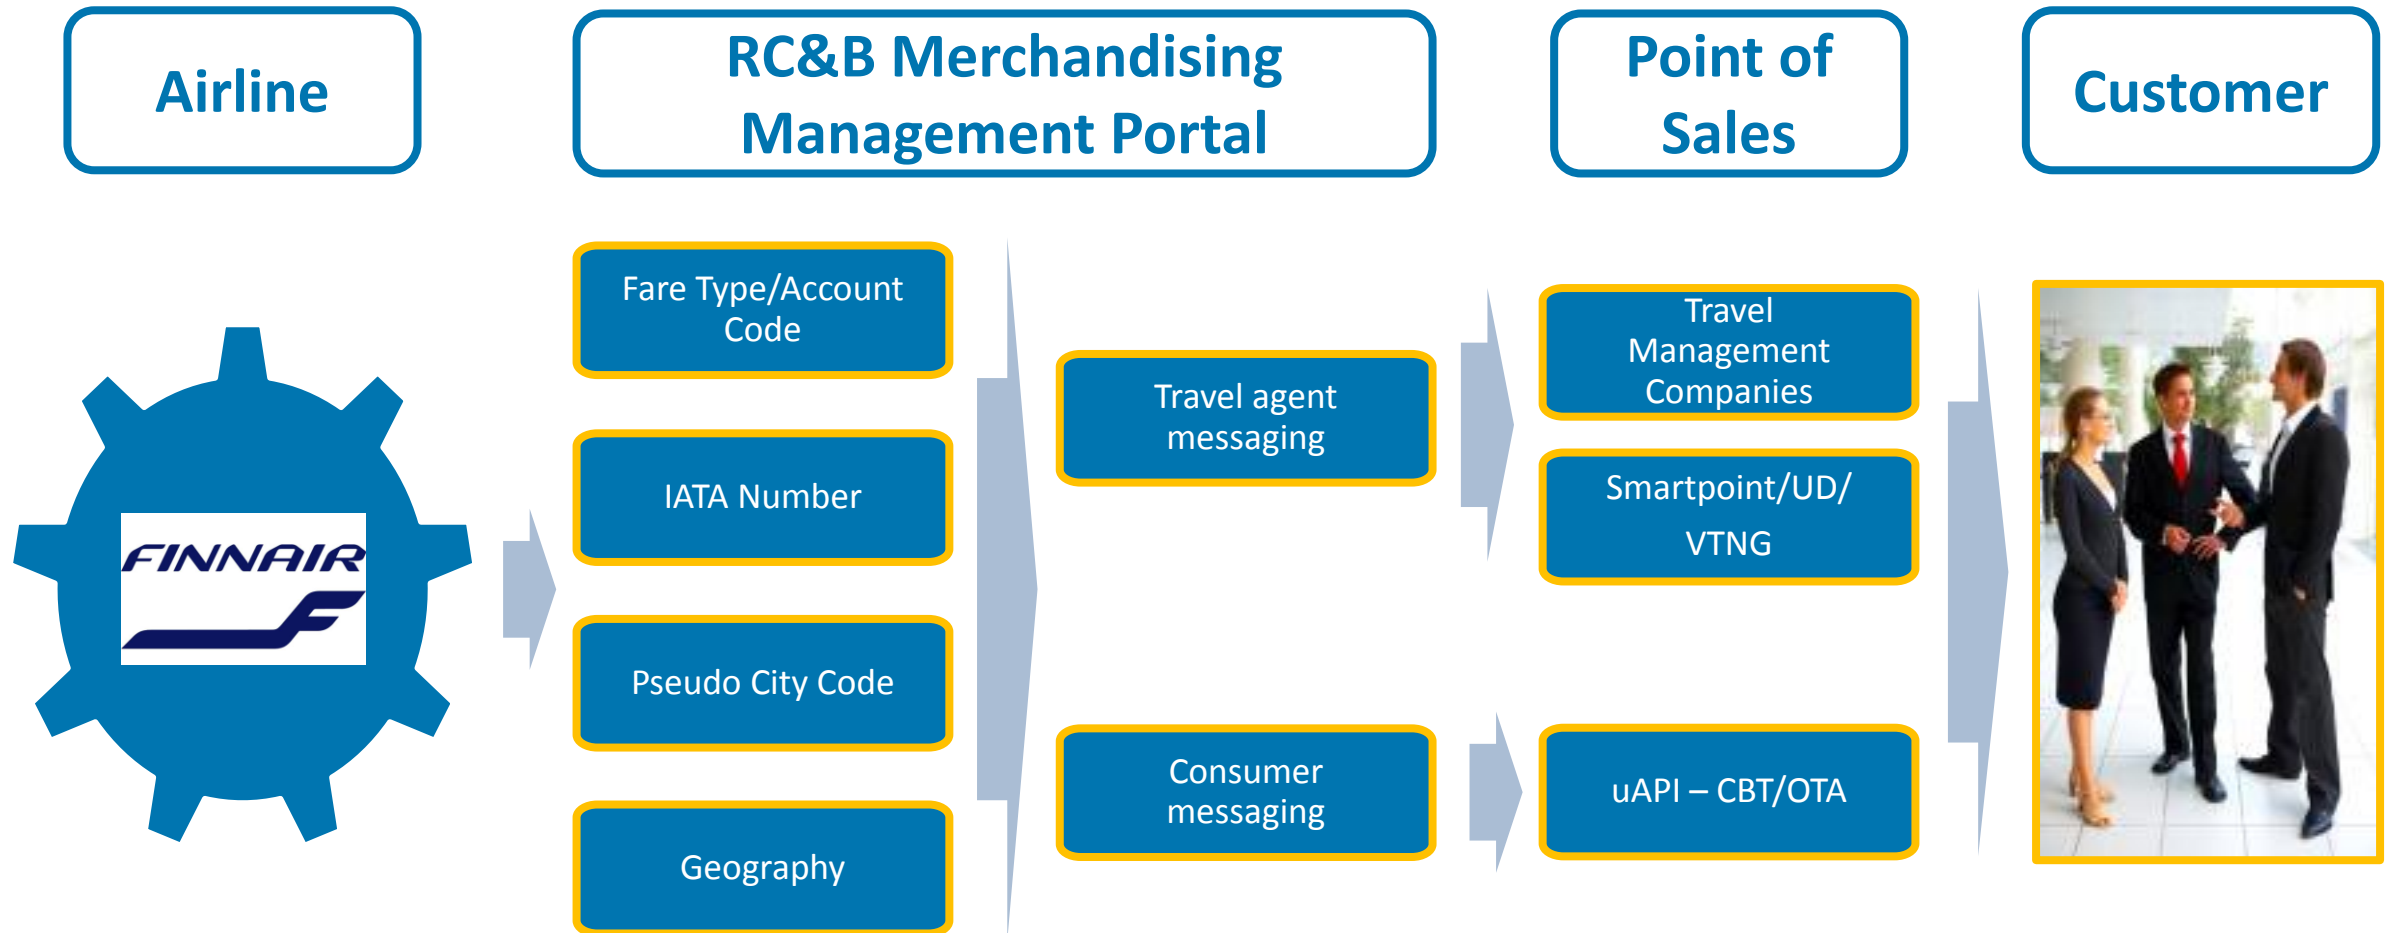 Airline
RC&B Merchandising
Management Portal
Point of
Sales
Customer
FINNAIR
Fare Type/Account
Code
IATA Number
Pseudo City Code
Geography
Travel agent
messaging
Consumer
messaging
Travel
Management
Companies
Smartpoint/UD/
VTNG
uAPI – CBT/OTA